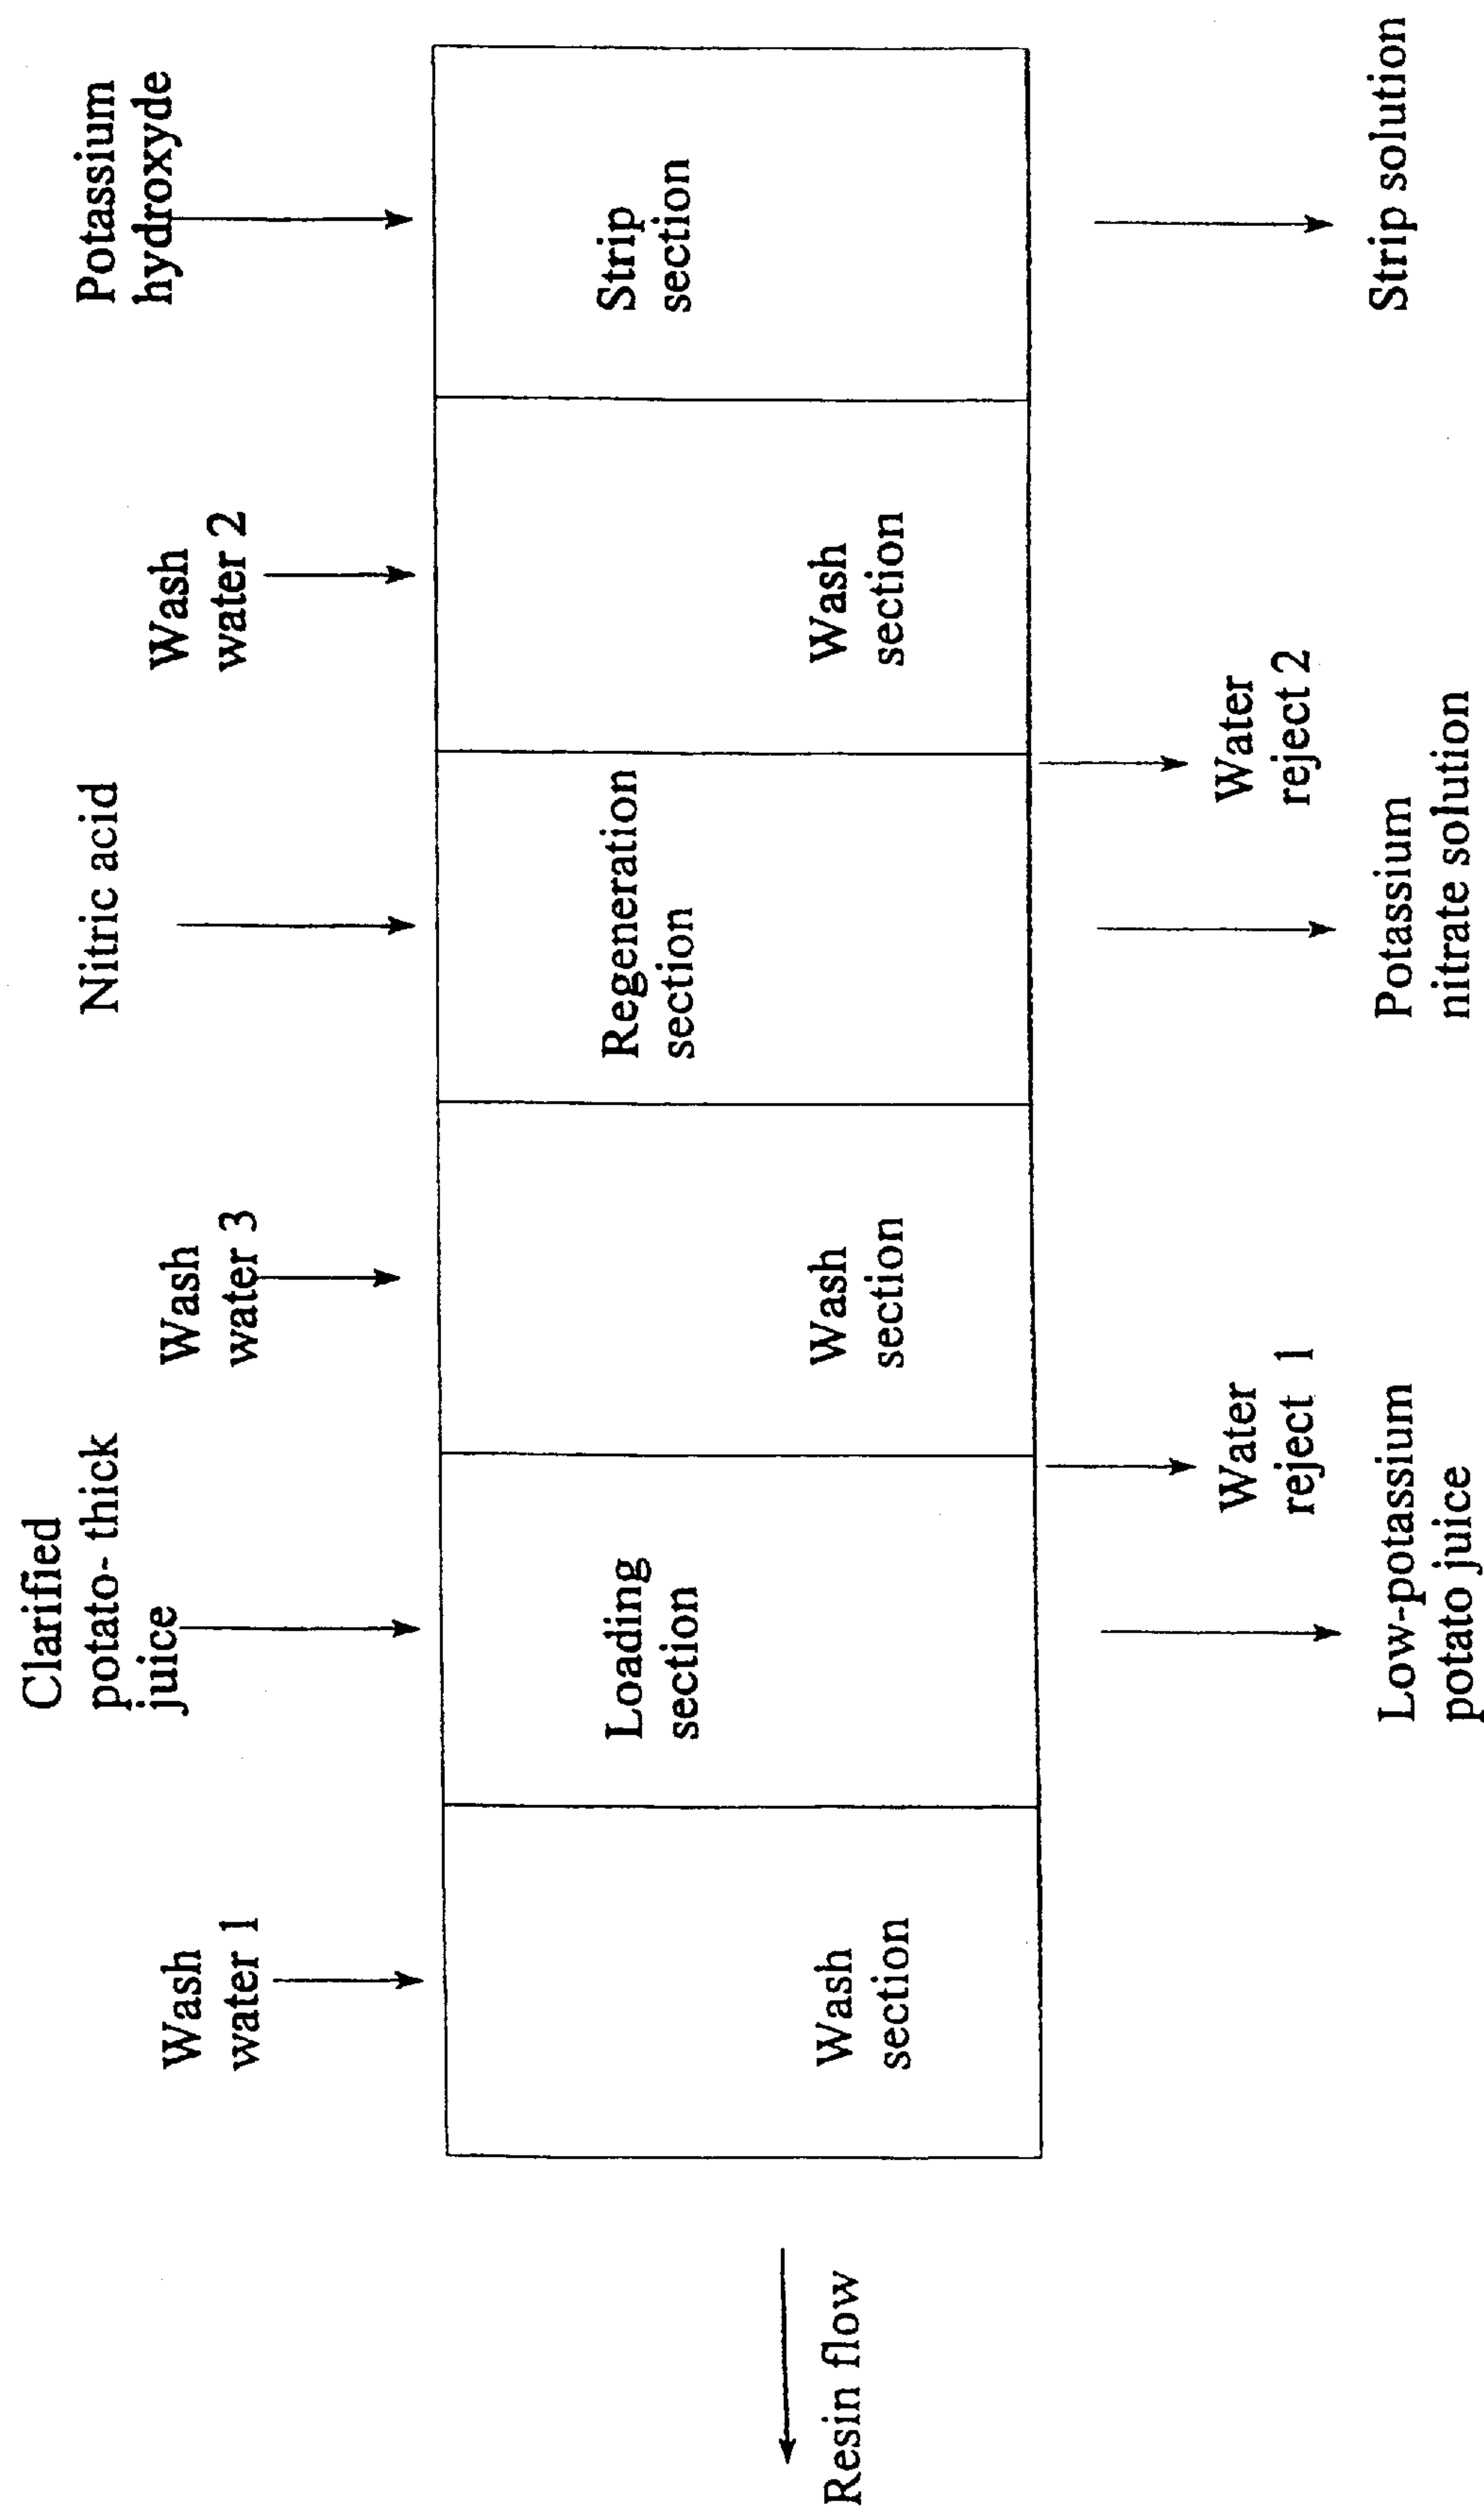 Wash
water 1
Clarified
potato-thick
juice
Wash
water 3
Nitric acid
Wash
water 2
Potassium
hydroxyde
Wash
section
Loading
section
Wash
section
Regeneration
section
Wash
section
Strip
section
Resin flow
Water
reject 1
Low-potassium
potato juice
Water
reject 2
Potassium
nitrate solution
Strip solution